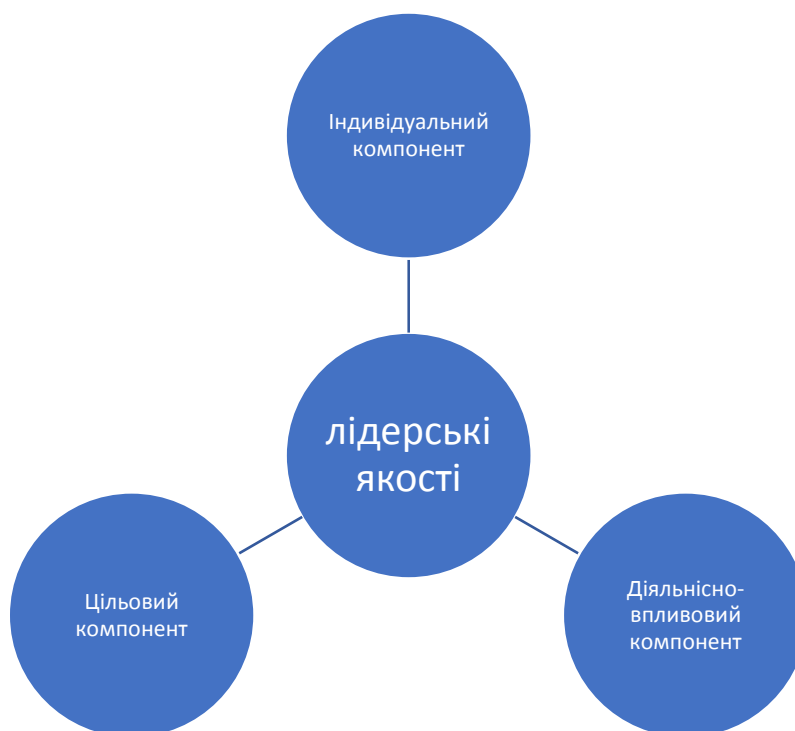 Індивідуальний
компонент
лідерські
якості
Цільовий
компонент
Діяльнісно-
впливовий
компонент